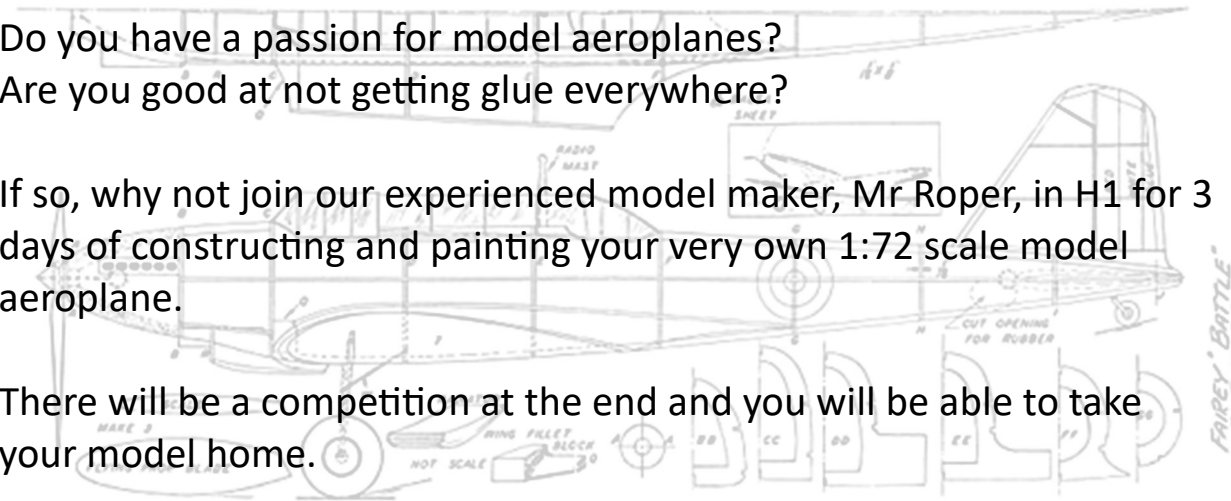 Do you have a passion for model aeroplanes?
Are you good at not getting glue everywhere?
SHEET
RADIO
MAST
If so, why not join our experienced model maker, Mr Roper, in H1 for 3
days of constructing and painting your very own 1:72 scale model
aeroplane.
CUT OPENING
FOR RUBBER
There will be a competition at the end and you will be able to take
your model home.
MAKE 3
WING FILLET
BLOCK
NOT SCALE
A
A
BB
CC
DD
EE
FF
GG